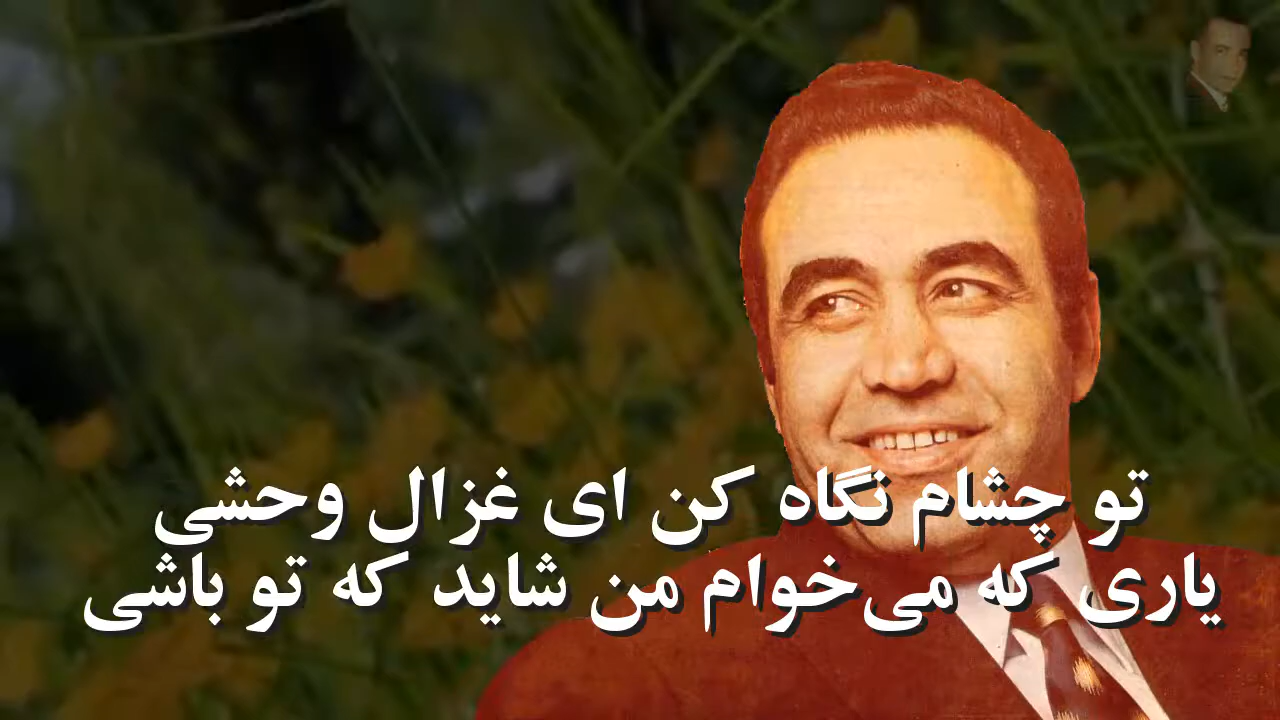 تو چشام نگاه کن ای غزال وحشی
یاری که می‌خوام من شاید که تو باشی